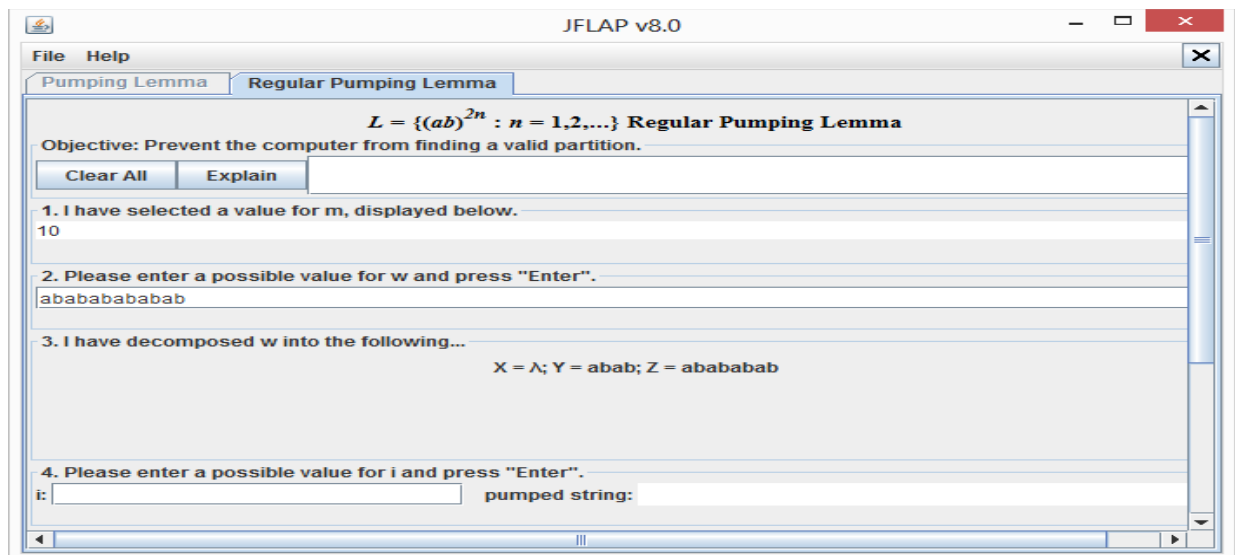 JFLAP v8.0
File Help
Pumping Lemma Regular Pumping Lemma
L = {(ab)^2n : n = 1,2,...} Regular Pumping Lemma
Objective: Prevent the computer from finding a valid partition.
Clear All Explain
1. I have selected a value for m, displayed below.
10
2. Please enter a possible value for w and press "Enter".
abababababab
3. I have decomposed w into the following...
X = λ; Y = abab; Z = abababab
4. Please enter a possible value for i and press "Enter".
i: pumped string: